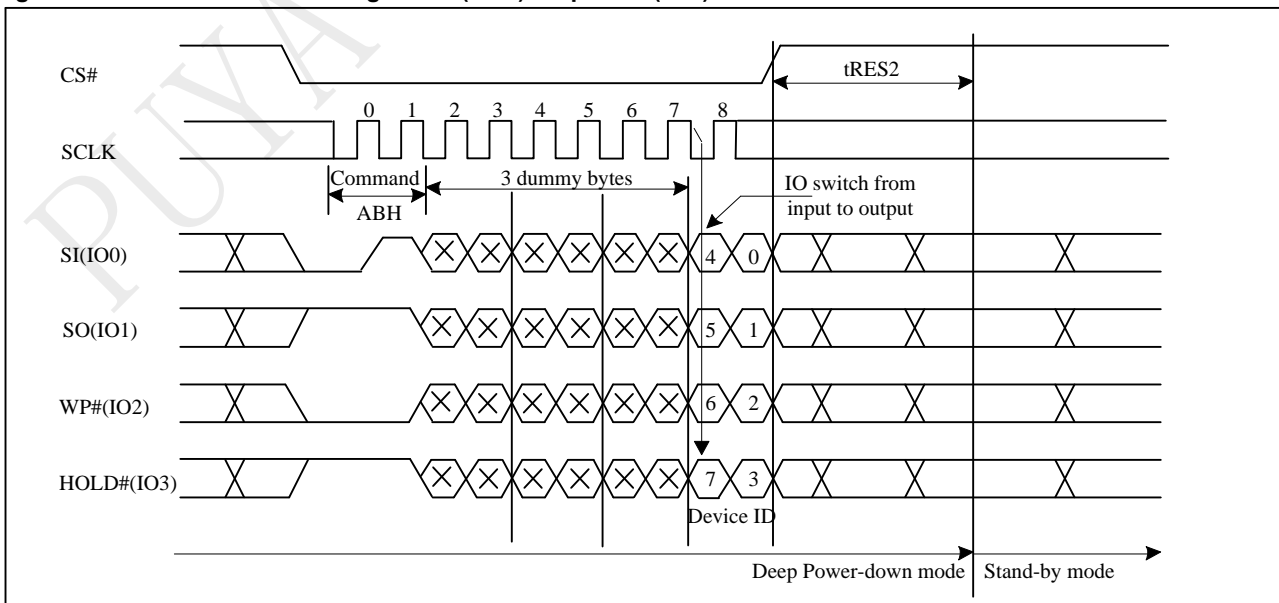 CS#
tRES2
0 1 2 3 4 5 6 7 8
SCLK
Command
3 dummy bytes
IO switch from
input to output
ABH
SI(IO0)
4 0
SO(IO1)
5 1
WP#(IO2)
6 2
HOLD#(IO3)
7 3
Device ID
Deep Power-down mode
Stand-by mode
PUYA